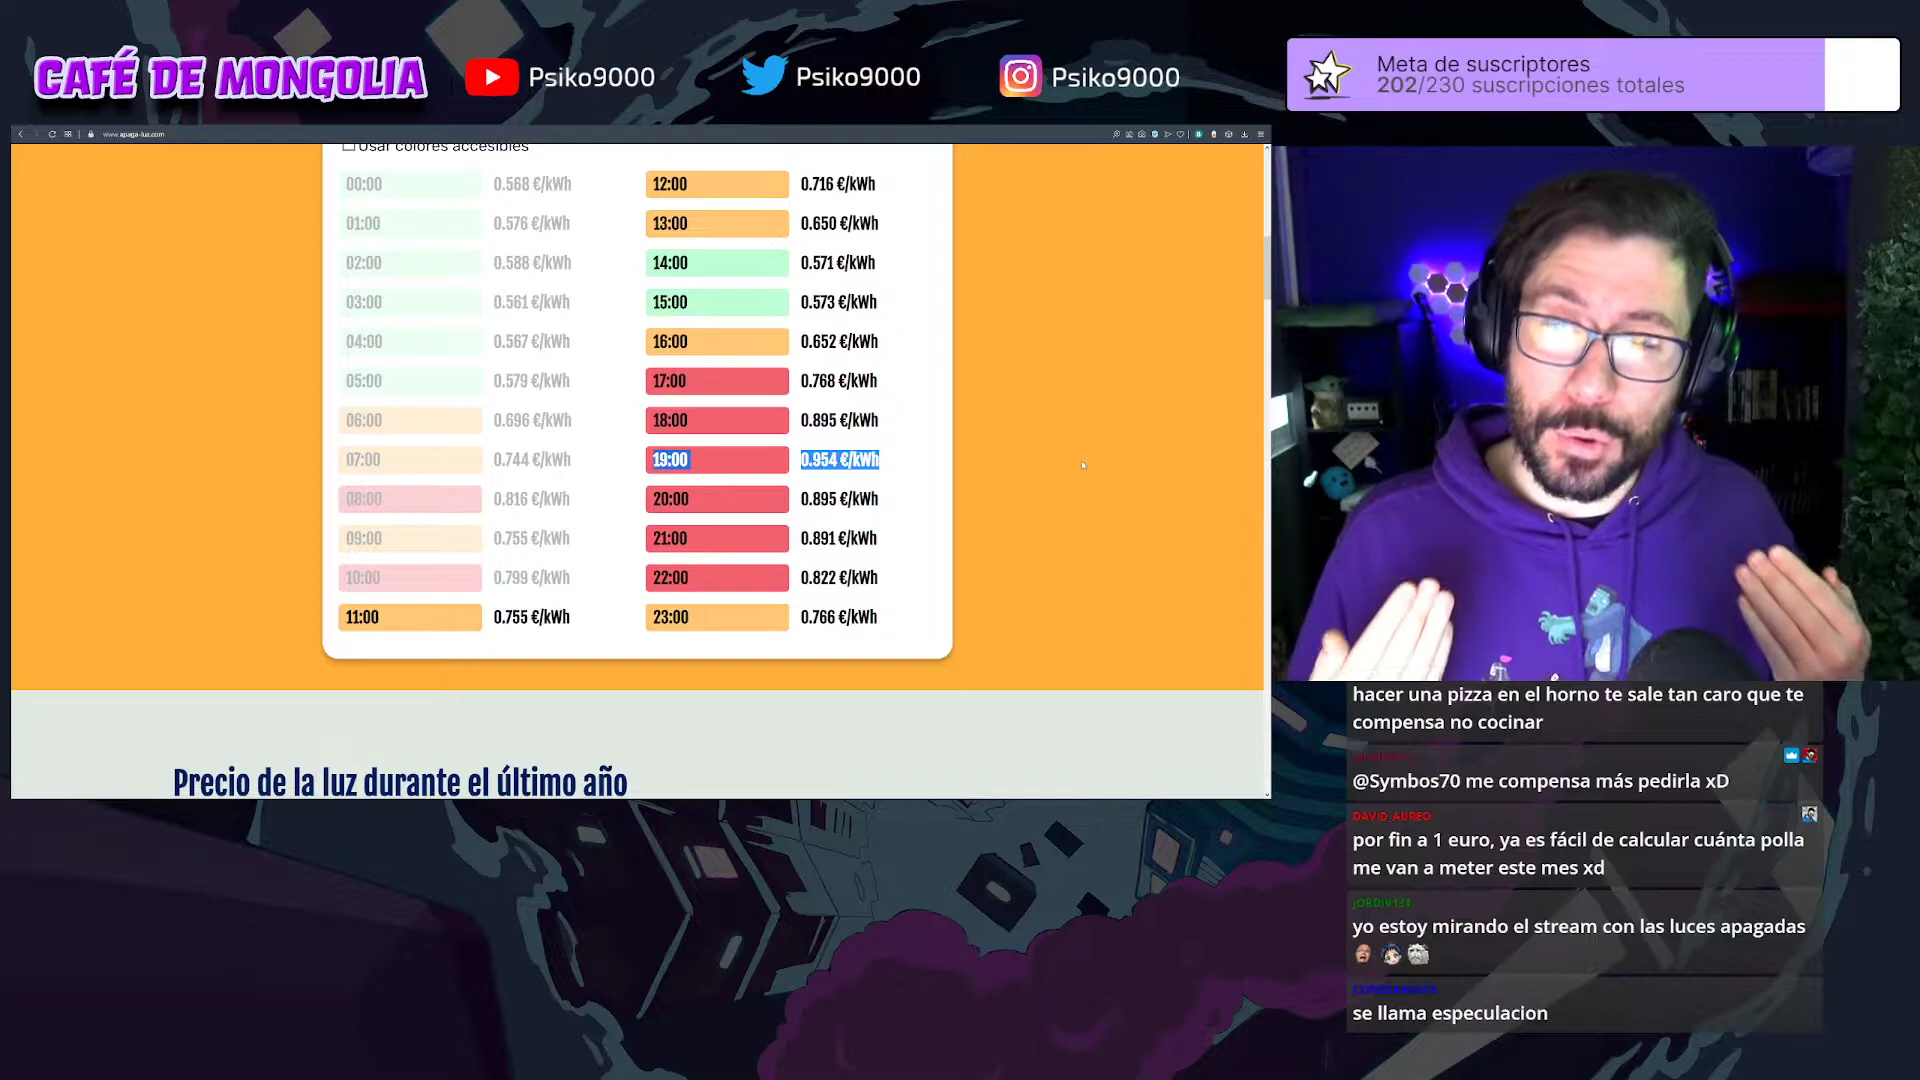 CAFÉ DE MONGOLIA
Psiko9000
Psiko9000
Psiko9000
Meta de suscriptores
202/230 suscripciones totales
www.apaga-luz.com
Usar colores accesibles
00:00 0.568 €/kWh
01:00 0.576 €/kWh
02:00 0.588 €/kWh
03:00 0.561 €/kWh
04:00 0.567 €/kWh
05:00 0.579 €/kWh
06:00 0.696 €/kWh
07:00 0.744 €/kWh
08:00 0.816 €/kWh
09:00 0.755 €/kWh
10:00 0.799 €/kWh
11:00 0.755 €/kWh
12:00 0.716 €/kWh
13:00 0.650 €/kWh
14:00 0.571 €/kWh
15:00 0.573 €/kWh
16:00 0.652 €/kWh
17:00 0.768 €/kWh
18:00 0.895 €/kWh
19:00 0.954 €/kWh
20:00 0.895 €/kWh
21:00 0.891 €/kWh
22:00 0.822 €/kWh
23:00 0.766 €/kWh
Precio de la luz durante el último año
hacer una pizza en el horno te sale tan caro que te
compensa no cocinar
@Symbos70 me compensa más pedirla xD
DAVID_AUREO
por fin a 1 euro, ya es fácil de calcular cuánta polla
me van a meter este mes xd
JORDIV131
yo estoy mirando el stream con las luces apagadas
se llama especulacion